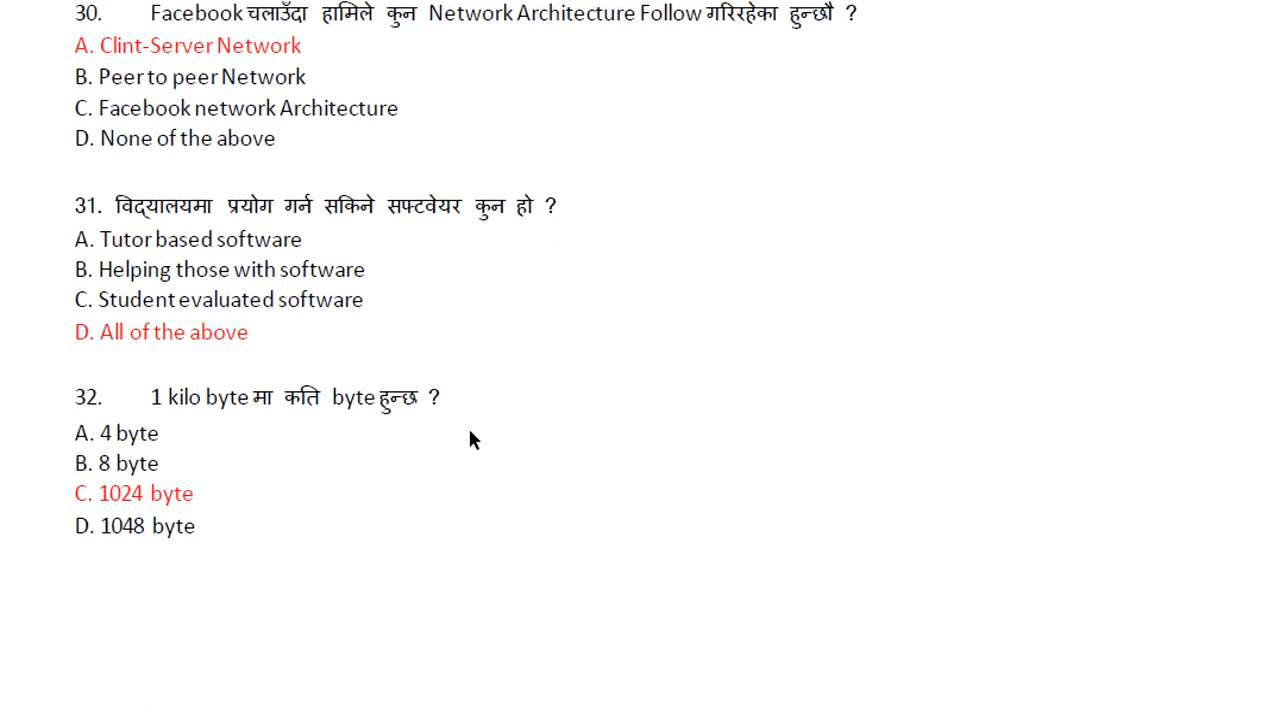 30. Facebook चलाउँदा हामिले कुन Network Architecture Follow गरिरहेका हुन्छौ ?
A. Clint-Server Network
B. Peer to peer Network
C. Facebook network Architecture
D. None of the above
31. विद्यालयमा प्रयोग गर्न सकिने सफ्टवेयर कुन हो ?
A. Tutor based software
B. Helping those with software
C. Student evaluated software
D. All of the above
32. 1 kilo byte मा कति byte हुन्छ ?
A. 4 byte
B. 8 byte
C. 1024 byte
D. 1048 byte